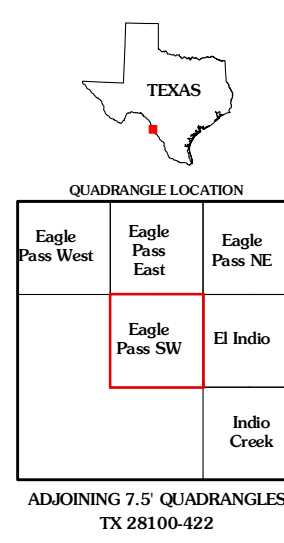 TEXAS
QUADRANGLE LOCATION
Eagle
Pass West
Eagle
Pass
East
Eagle
Pass NE
Eagle
Pass SW
El Indio
Indio
Creek
ADJOINING 7.5' QUADRANGLES
TX 28100-422